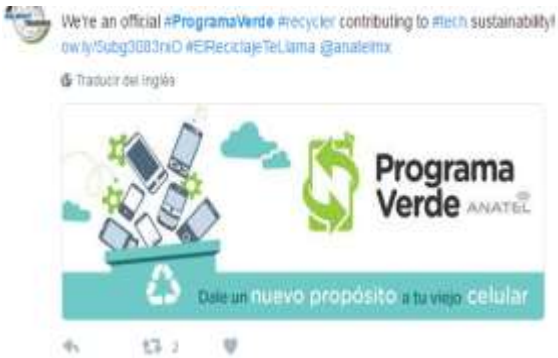 We're an official #ProgramaVerde #recycler contributing to #tech sustainability!
#ElReciclajeTeLlama @anatelmx
Traducir del inglés
Programa
Verde ANATEL
Dale un nuevo propósito a tu viejo celular
2